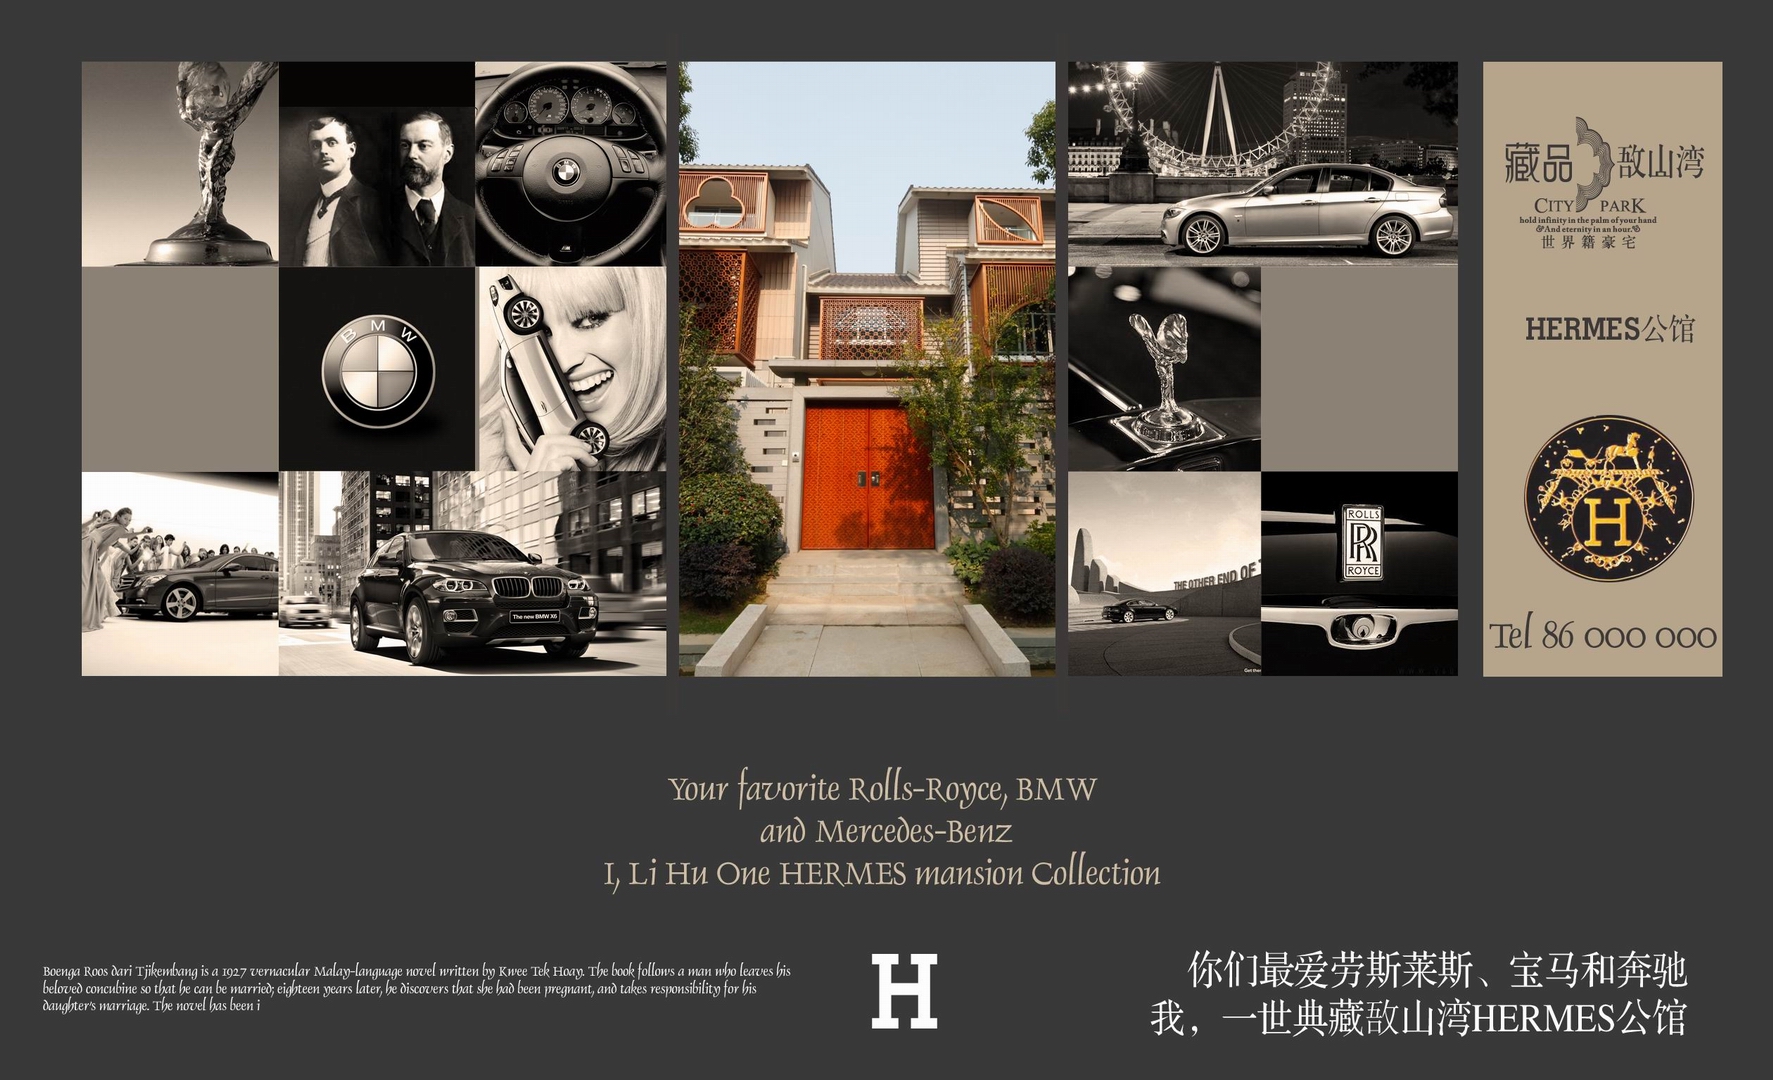 BMW
The new BMW X6
THE OTHER END OF
ROLLS
RR
ROYCE
藏品 敔山湾
CITY PARK
hold infinity in the palm of your hand
&And eternity in an hour.
世界籍豪宅
HERMES公馆
H
Tel 86 000 000
Your favorite Rolls-Royce, BMW
and Mercedes-Benz
I, Li Hu One HERMES mansion Collection
Boenga Roos dari Tjikembang is a 1927 vernacular Malay-language novel written by Kwee Tek Hoay. The book follows a man who leaves his
beloved concubine so that he can be married; eighteen years later, he discovers that she had been pregnant, and takes responsibility for his
daughter's marriage. The novel has been i
H
你们最爱劳斯莱斯、宝马和奔驰
我，一世典藏敔山湾HERMES公馆